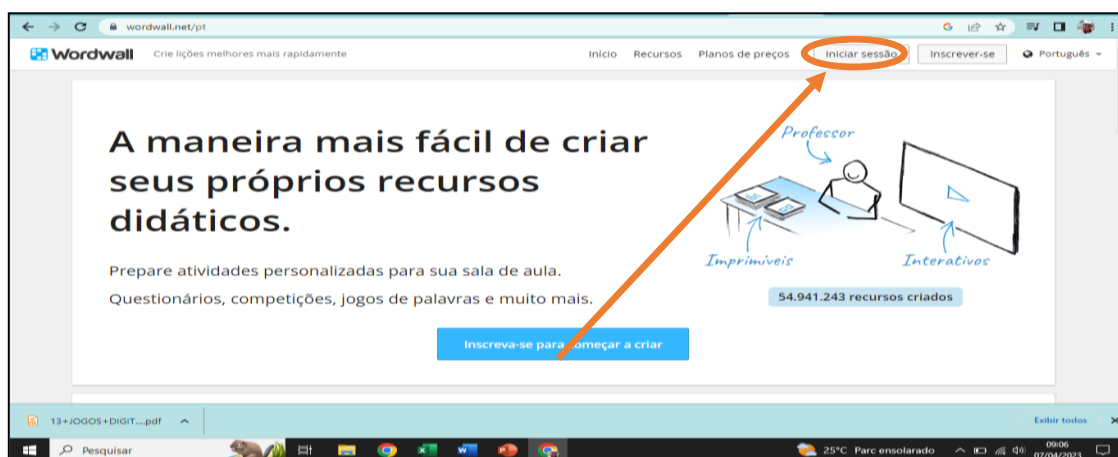 wordwall.net/pt
Wordwall Crie lições melhores mais rapidamente Início Recursos Planos de preços Iniciar sessão Inscrever-se Português
A maneira mais fácil de criar
seus próprios recursos
didáticos.
Prepare atividades personalizadas para sua sala de aula.
Questionários, competições, jogos de palavras e muito mais.
Inscreva-se para começar a criar
Professor
Imprimíveis
Interativos
54.941.243 recursos criados
13+JOGOS+DIGIT....pdf Exibir todos
Pesquisar 25°C Parc ensolarado 09:06
07/04/2023